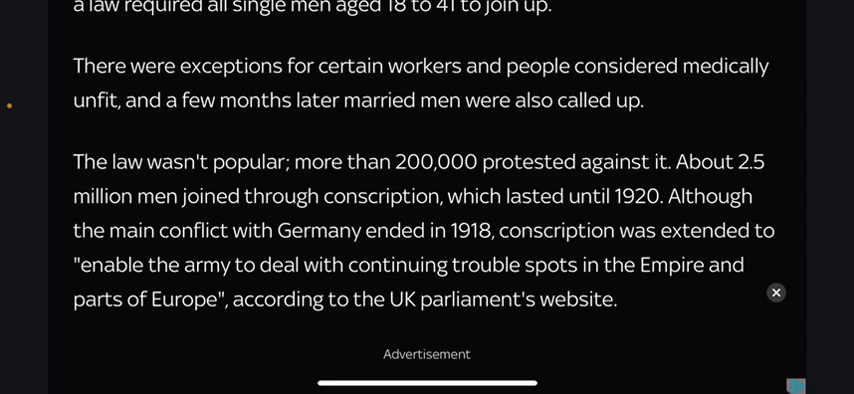 a law required all single men aged 18 to 41 to join up.
There were exceptions for certain workers and people considered medically
unfit, and a few months later married men were also called up.
The law wasn't popular; more than 200,000 protested against it. About 2.5
million men joined through conscription, which lasted until 1920. Although
the main conflict with Germany ended in 1918, conscription was extended to
"enable the army to deal with continuing trouble spots in the Empire and
parts of Europe", according to the UK parliament's website.
Advertisement